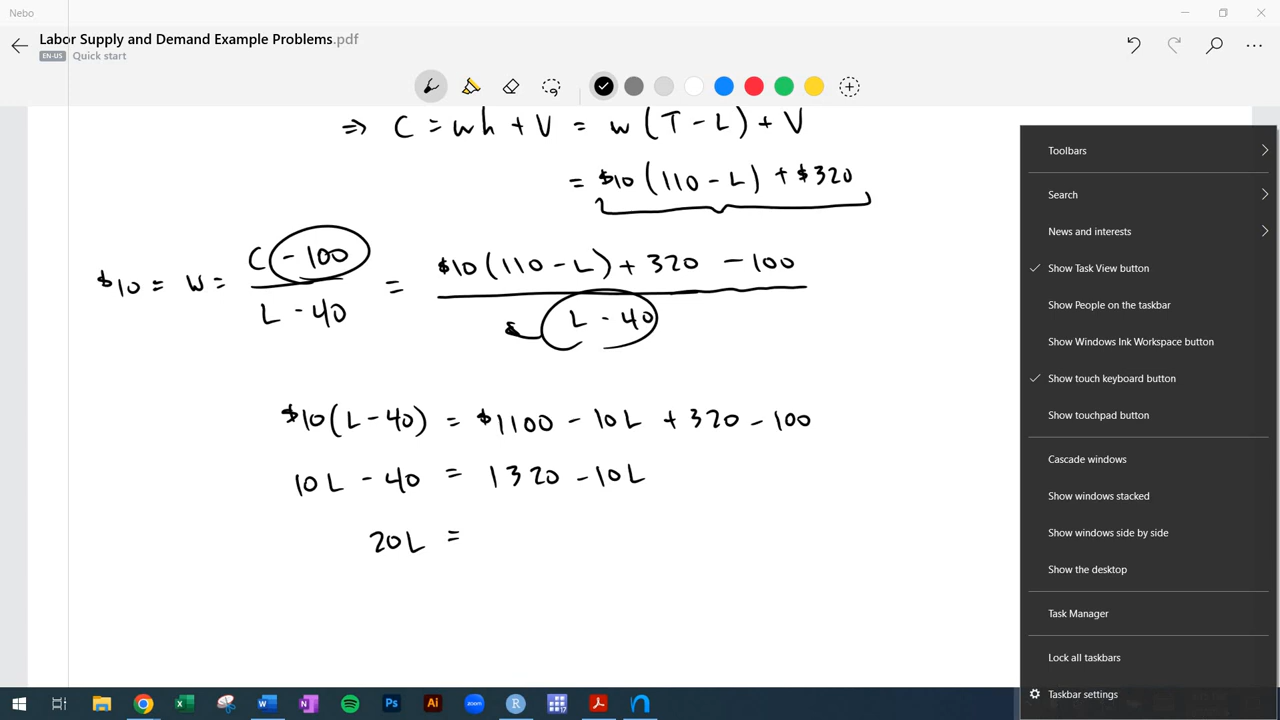 Nebo
Labor Supply and Demand Example Problems.pdf
EN-US Quick start
⇒ C = wh + V = w(T - L) + V
= $10(110 - L) + $320
$10 = W = (C - 100)/(L - 40) = ($10(110 - L) + 320 - 100)/(L - 40)
$10(L - 40) = $1100 - 10L + 320 - 100
10L - 40 = 1320 - 10L
20L =
Toolbars
Search
News and interests
Show Task View button
Show People on the taskbar
Show Windows Ink Workspace button
Show touch keyboard button
Show touchpad button
Cascade windows
Show windows stacked
Show windows side by side
Show the desktop
Task Manager
Lock all taskbars
Taskbar settings
Ps
Ai
zoom
R
17